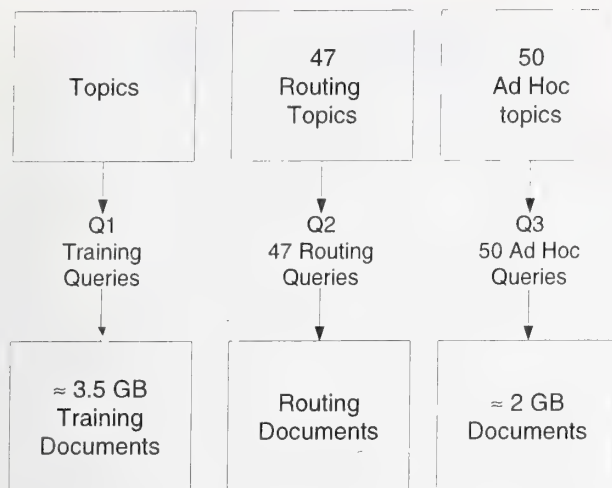 Topics
47
Routing
Topics
50
Ad Hoc
topics
Q1
Training
Queries
Q2
47 Routing
Queries
Q3
50 Ad Hoc
Queries
≈ 3.5 GB
Training
Documents
Routing
Documents
≈ 2 GB
Documents